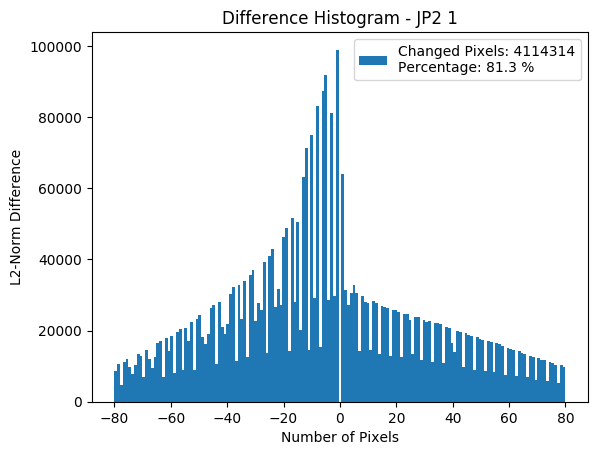 Difference Histogram - JP2 1
Changed Pixels: 4114314
Percentage: 81.3 %
L2-Norm Difference
100000
80000
60000
40000
20000
0
−80 −60 −40 −20 0 20 40 60 80
Number of Pixels